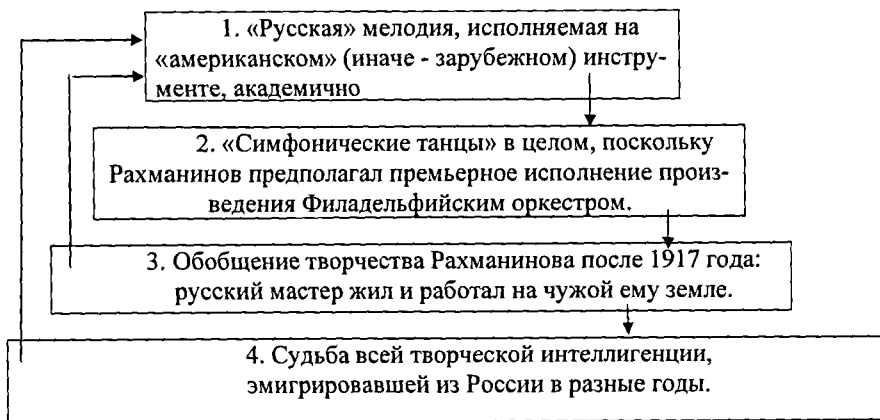 1. «Русская» мелодия, исполняемая на
«американском» (иначе - зарубежном) инстру-
менте, академично
2. «Симфонические танцы» в целом, поскольку
Рахманинов предполагал премьерное исполнение произ-
ведения Филадельфийским оркестром.
3. Обобщение творчества Рахманинова после 1917 года:
русский мастер жил и работал на чужой ему земле.
4. Судьба всей творческой интеллигенции,
эмигрировавшей из России в разные годы.